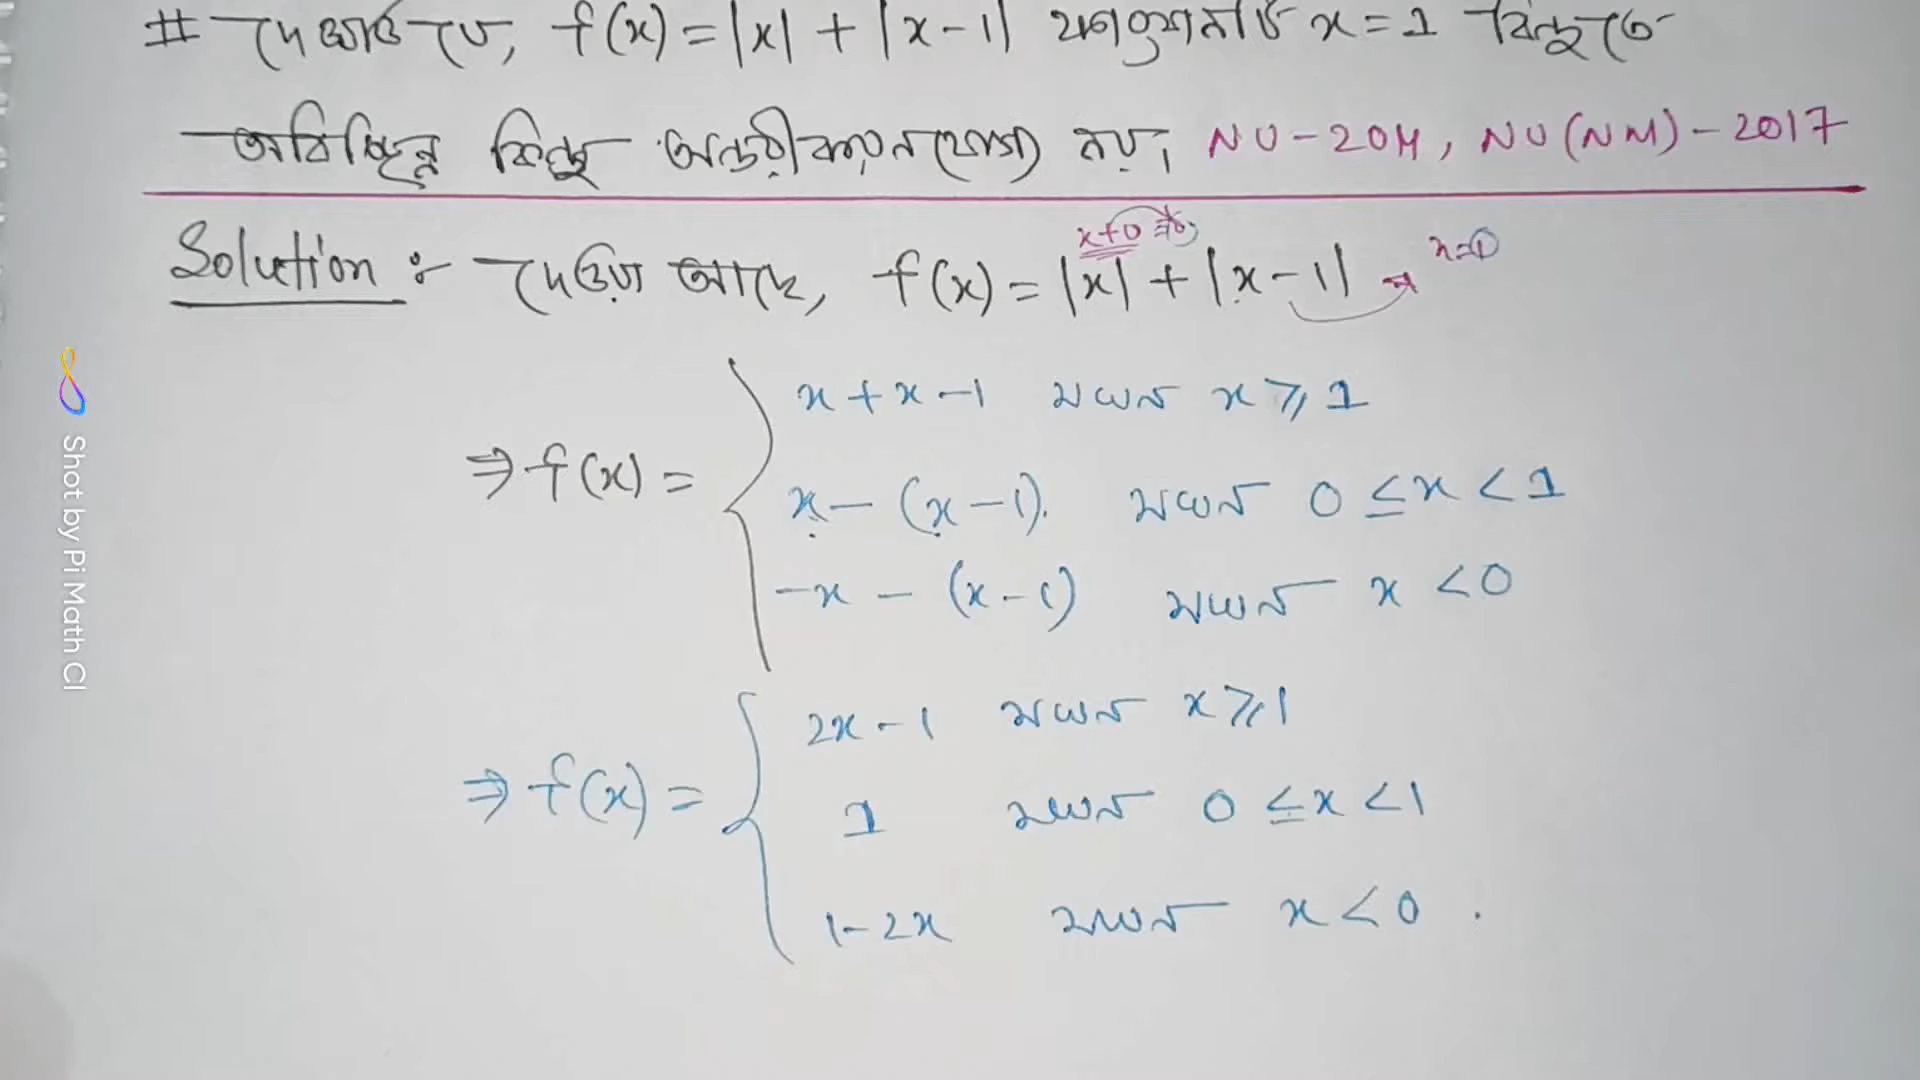 # দেখাও যে, f(x) = |x| + |x-1| ফাংশনটি x = 1 বিন্দুতে
অবিচ্ছিন্ন কিন্তু অন্তরীকরণযোগ্য নয়। NU-2014, NU(NM)-2017
x+0
x=1
Solution : দেওয়া আছে, f(x) = |x| + |x-1|
x+x-1 যখন x ⩾ 1
⇒ f(x) =
x-(x-1). যখন 0 ≤ x < 1
-x-(x-1) যখন x < 0
2x-1 যখন x ⩾ 1
⇒ f(x) =
1 যখন 0 ≤ x < 1
1-2x যখন x < 0 .
Shot by Pi Math Cl